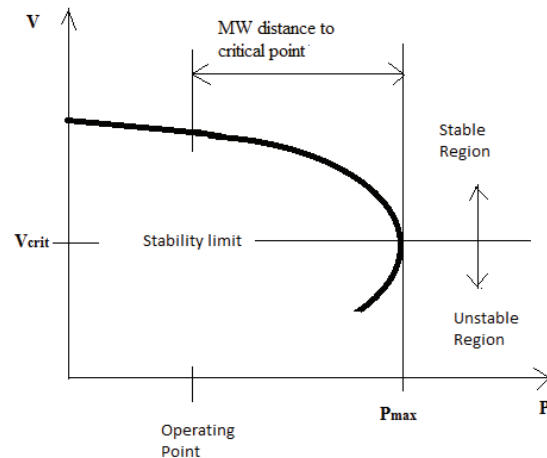 V
MW distance to
critical point
Stable
Region
Vcrit
Stability limit
Unstable
Region
Pmax
P
Operating
Point